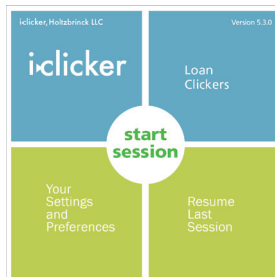 i-clicker, Holtzbrinck LLC
Version 5.3.0
i-clicker
Loan
Clickers
start
session
Your
Settings
and
Preferences
Resume
Last
Session